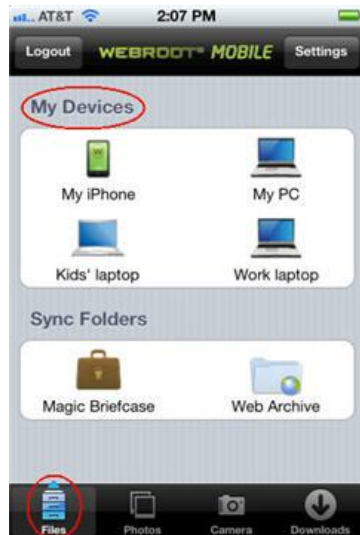 AT&T 2:07 PM
Logout WEBROOT MOBILE Settings
My Devices
My iPhone My PC
Kids' laptop Work laptop
Sync Folders
Magic Briefcase Web Archive
Files Photos Camera Downloads